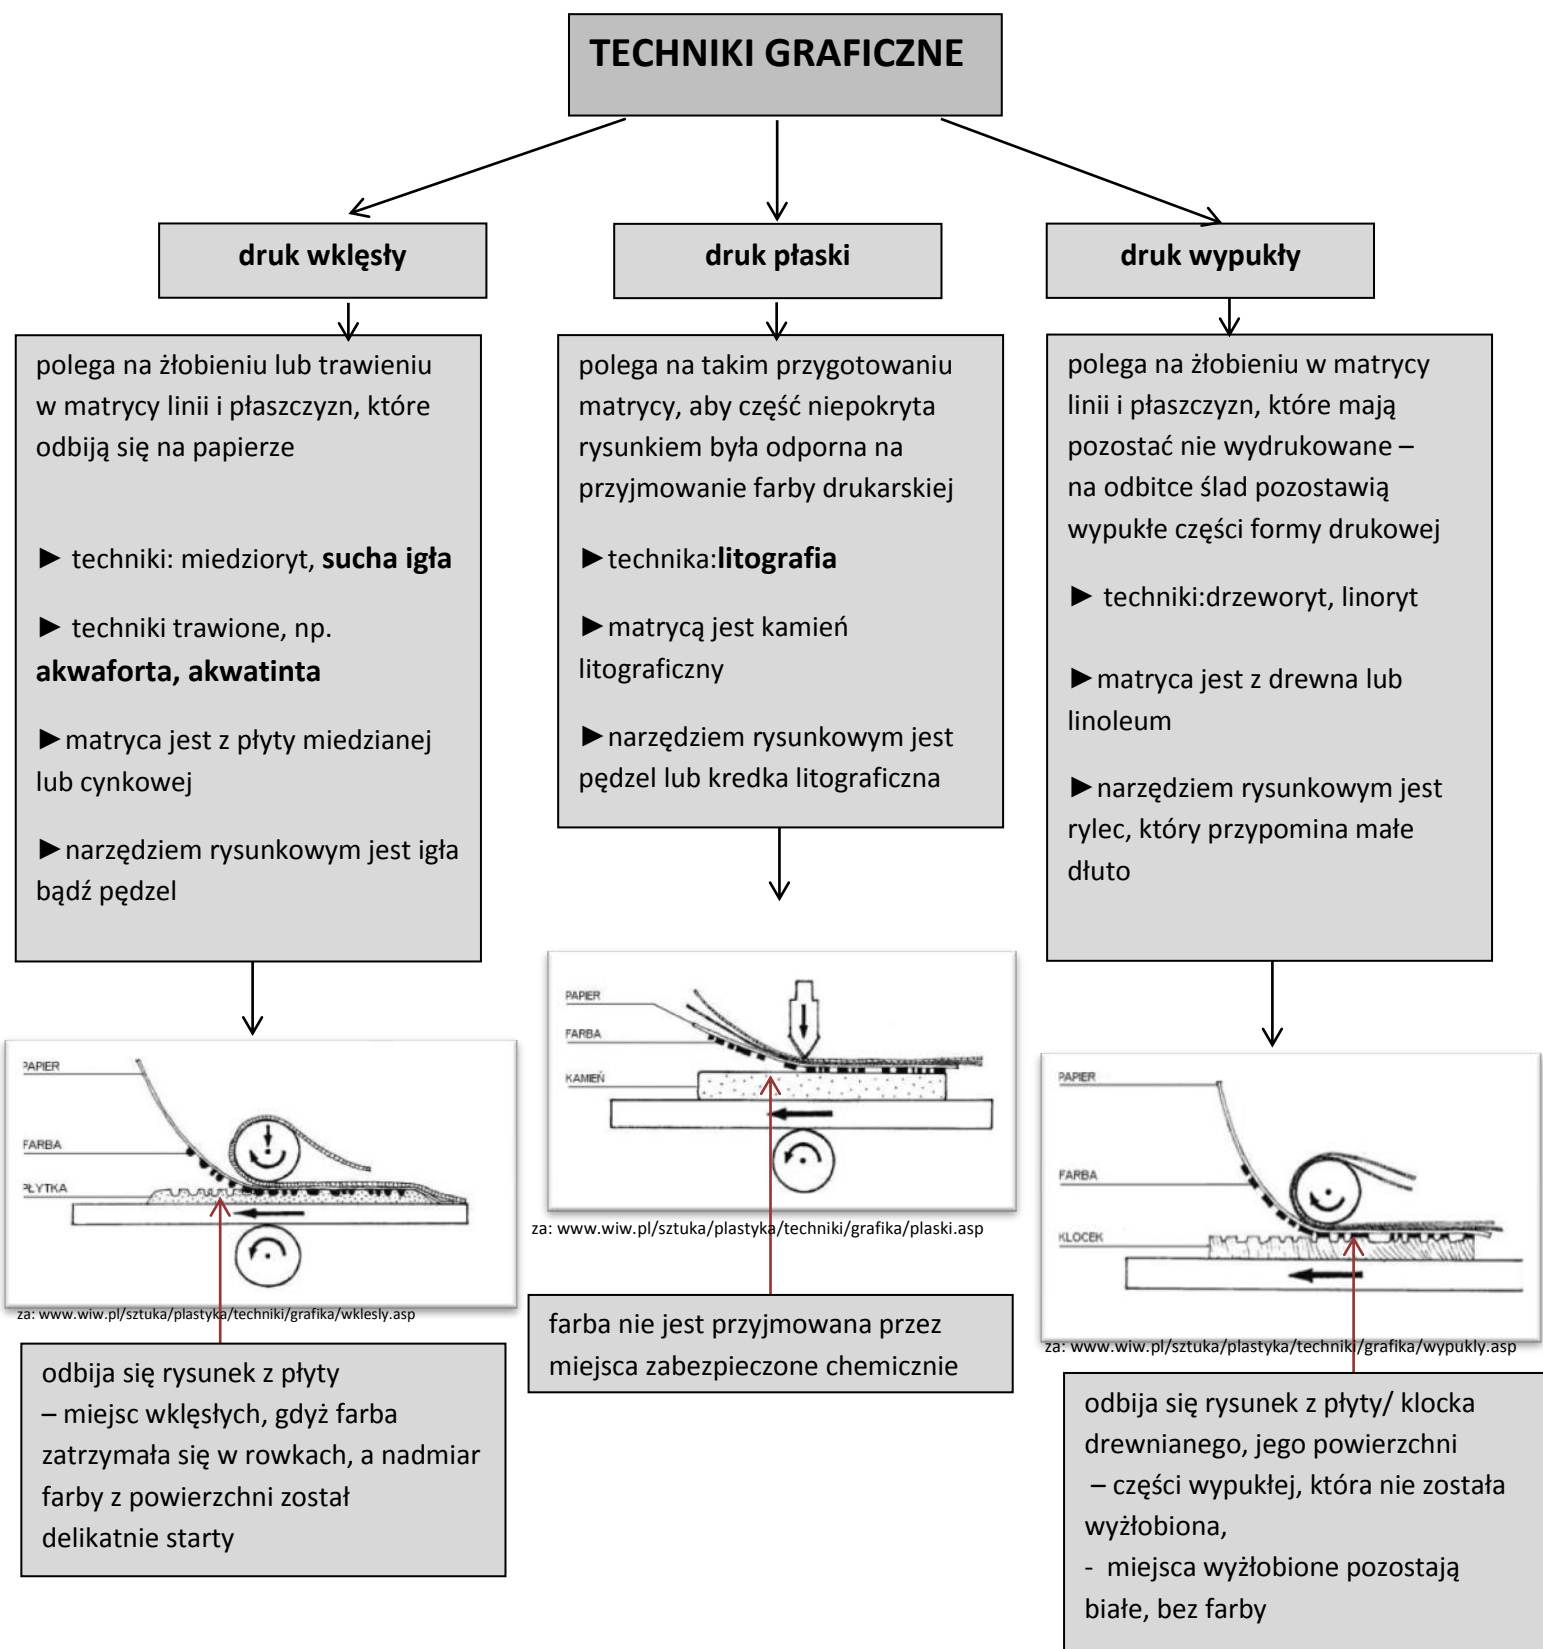 TECHNIKI GRAFICZNE
druk wklęsły
druk płaski
druk wypukły
polega na żłobieniu lub trawieniu
w matrycy linii i płaszczyzn, które
odbiją się na papierze
► techniki: miedzioryt, sucha igła
► techniki trawione, np.
akwaforta, akwatinta
►matryca jest z płyty miedzianej
lub cynkowej
►narzędziem rysunkowym jest igła
bądź pędzel
polega na takim przygotowaniu
matrycy, aby część niepokryta
rysunkiem była odporna na
przyjmowanie farby drukarskiej
►technika:litografia
►matrycą jest kamień
litograficzny
►narzędziem rysunkowym jest
pędzel lub kredka litograficzna
polega na żłobieniu w matrycy
linii i płaszczyzn, które mają
pozostać nie wydrukowane –
na odbitce ślad pozostawią
wypukłe części formy drukowej
► techniki:drzeworyt, linoryt
►matryca jest z drewna lub
linoleum
►narzędziem rysunkowym jest
rylec, który przypomina małe
dłuto
PAPIER
FARBA
PŁYTKA
za: www.wiw.pl/sztuka/plastyka/techniki/grafika/wklesly.asp
odbija się rysunek z płyty
– miejsc wklęsłych, gdyż farba
zatrzymała się w rowkach, a nadmiar
farby z powierzchni został
delikatnie starty
PAPIER
FARBA
KAMIEŃ
za: www.wiw.pl/sztuka/plastyka/techniki/grafika/plaski.asp
farba nie jest przyjmowana przez
miejsca zabezpieczone chemicznie
PAPIER
FARBA
KLOCEK
za: www.wiw.pl/sztuka/plastyka/techniki/grafika/wypukly.asp
odbija się rysunek z płyty/ klocka
drewnianego, jego powierzchni
– części wypukłej, która nie została
wyżłobiona,
- miejsca wyżłobione pozostają
białe, bez farby